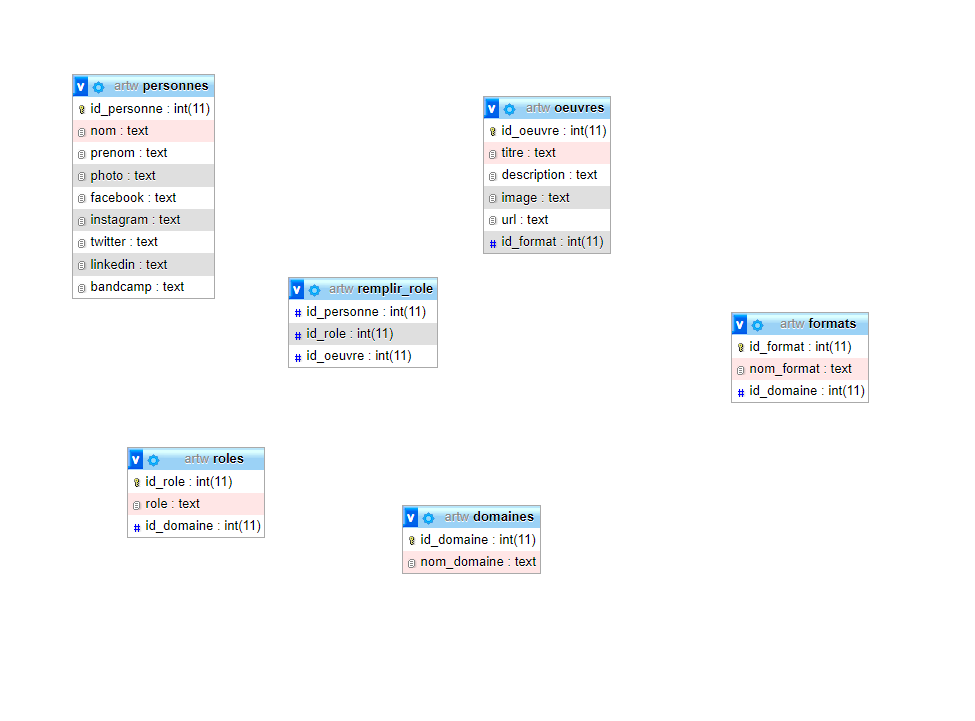 artw personnes
id_personne : int(11)
nom : text
prenom : text
photo : text
facebook : text
instagram : text
twitter : text
linkedin : text
bandcamp : text
artw oeuvres
id_oeuvre : int(11)
titre : text
description : text
image : text
url : text
# id_format : int(11)
artw remplir_role
# id_personne : int(11)
# id_role : int(11)
# id_oeuvre : int(11)
artw formats
id_format : int(11)
nom_format : text
# id_domaine : int(11)
artw roles
id_role : int(11)
role : text
# id_domaine : int(11)
artw domaines
id_domaine : int(11)
nom_domaine : text